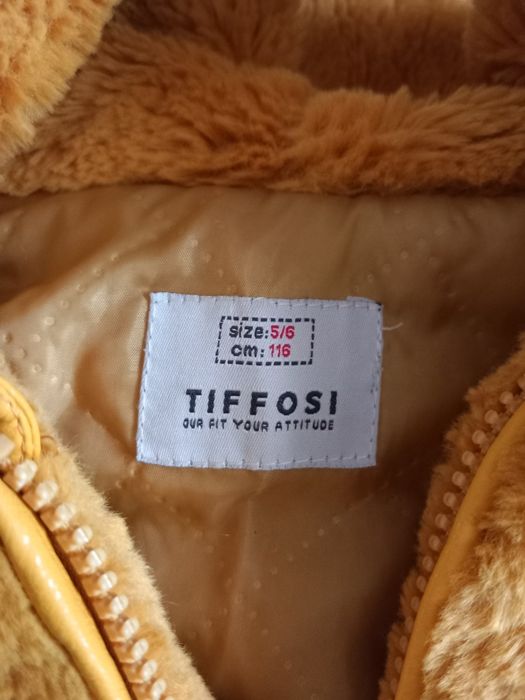 size: 5/6
cm: 116
TIFFOSI
OUR FIT YOUR ATTITUDE